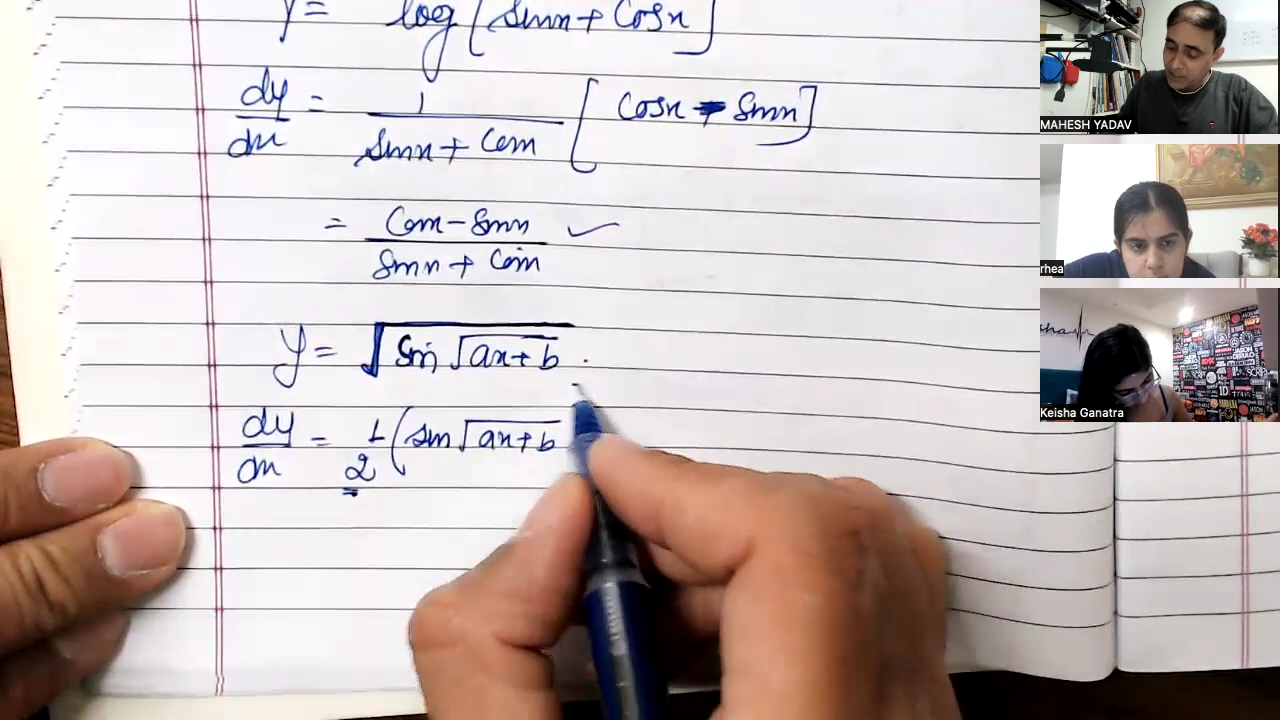 y = log [sinx + cosx]
dy/dx = 1/(sinx + cosx) [cosx - sinx]
= (cosx - sinx)/(sinx + cosx) ✓
y = √(sin √(ax+b)) .
dy/dx = 1/2 (sin √(ax+b)
MAHESH YADAV
rhea
Keisha Ganatra